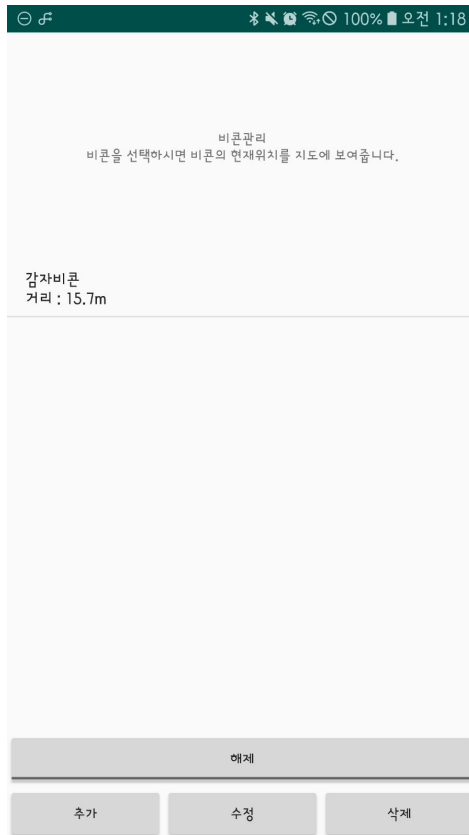 100% 오전 1:18
비콘관리
비콘을 선택하시면 비콘의 현재위치를 지도에 보여줍니다.
감자비콘
거리 : 15.7m
해제
추가 수정 삭제